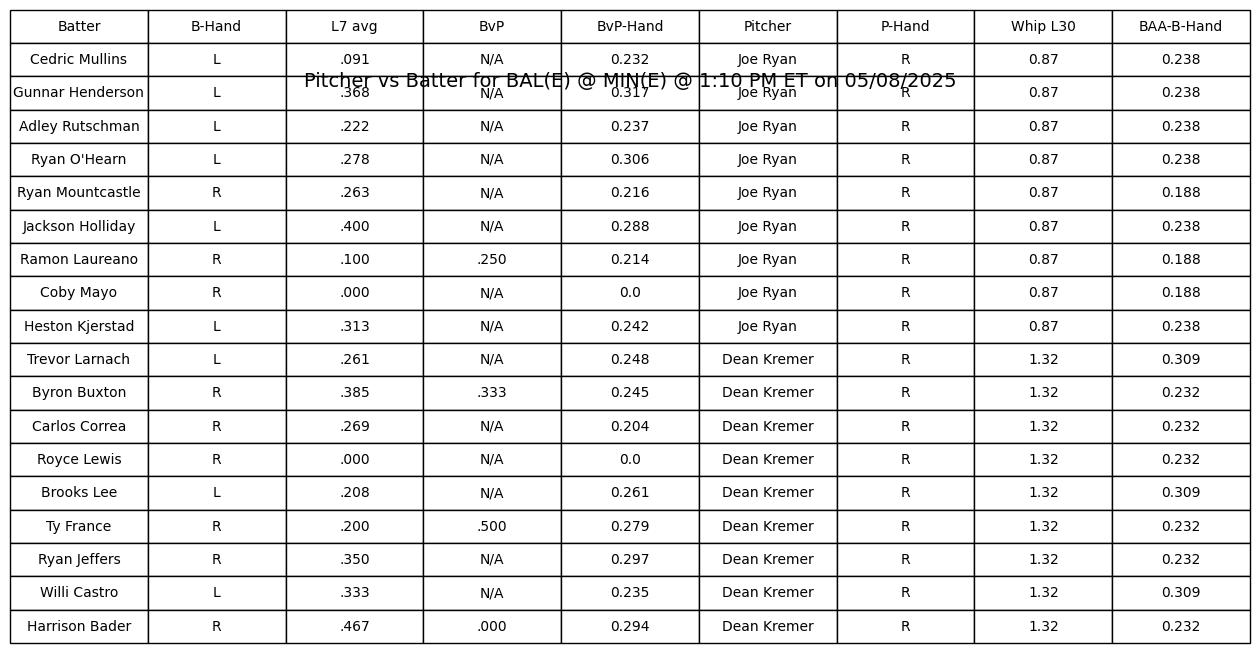 Batter B-Hand L7 avg BvP BvP-Hand Pitcher P-Hand Whip L30 BAA-B-Hand
Cedric Mullins L .091 N/A 0.232 Joe Ryan R 0.87 0.238
Pitcher vs Batter for BAL(E) @ MIN(E) @ 1:10 PM ET on 05/08/2025
Gunnar Henderson L .368 N/A 0.317 Joe Ryan R 0.87 0.238
Adley Rutschman L .222 N/A 0.237 Joe Ryan R 0.87 0.238
Ryan O'Hearn L .278 N/A 0.306 Joe Ryan R 0.87 0.238
Ryan Mountcastle R .263 N/A 0.216 Joe Ryan R 0.87 0.188
Jackson Holliday L .400 N/A 0.288 Joe Ryan R 0.87 0.238
Ramon Laureano R .100 .250 0.214 Joe Ryan R 0.87 0.188
Coby Mayo R .000 N/A 0.0 Joe Ryan R 0.87 0.188
Heston Kjerstad L .313 N/A 0.242 Joe Ryan R 0.87 0.238
Trevor Larnach L .261 N/A 0.248 Dean Kremer R 1.32 0.309
Byron Buxton R .385 .333 0.245 Dean Kremer R 1.32 0.232
Carlos Correa R .269 N/A 0.204 Dean Kremer R 1.32 0.232
Royce Lewis R .000 N/A 0.0 Dean Kremer R 1.32 0.232
Brooks Lee L .208 N/A 0.261 Dean Kremer R 1.32 0.309
Ty France R .200 .500 0.279 Dean Kremer R 1.32 0.232
Ryan Jeffers R .350 N/A 0.297 Dean Kremer R 1.32 0.232
Willi Castro L .333 N/A 0.235 Dean Kremer R 1.32 0.309
Harrison Bader R .467 .000 0.294 Dean Kremer R 1.32 0.232